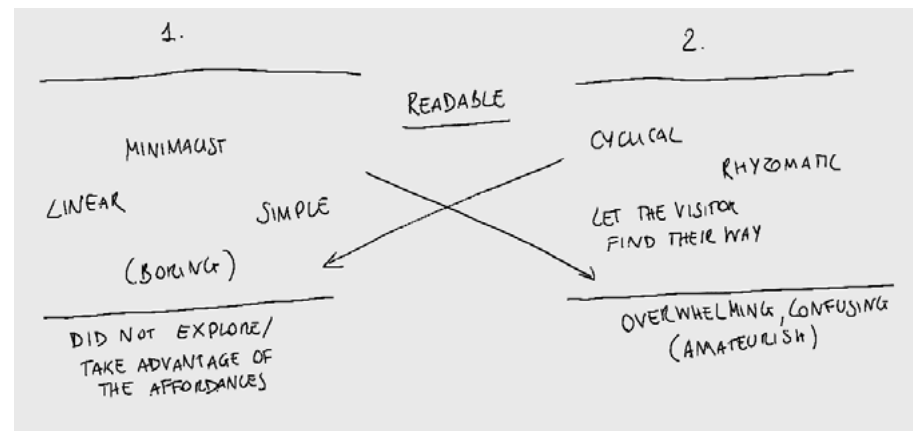 1.
2.
READABLE
MINIMALIST
LINEAR
SIMPLE
(BORING)
DID NOT EXPLORE/
TAKE ADVANTAGE OF
THE AFFORDANCES
CYCLICAL
RHYZOMATIC
LET THE VISITOR
FIND THEIR WAY
OVERWHELMING, CONFUSING
(AMATEURISH)